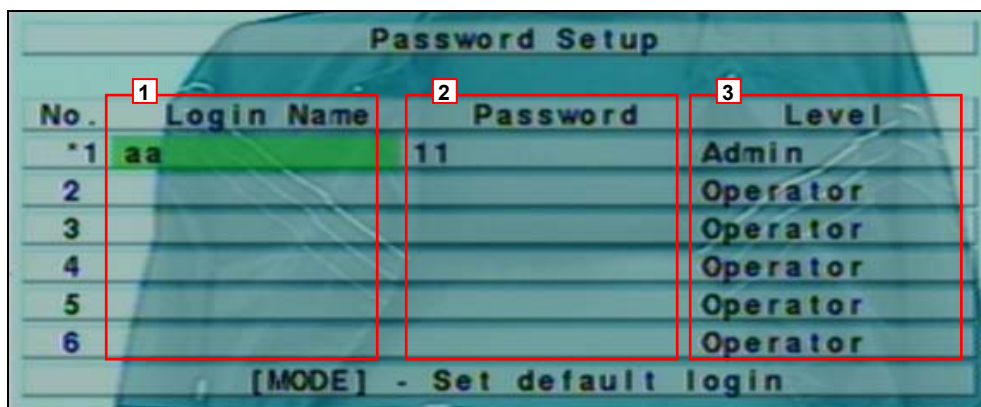 Password Setup
1 2 3
No. Login Name Password Level
*1 aa 11 Admin
2 Operator
3 Operator
4 Operator
5 Operator
6 Operator
[MODE] - Set default login